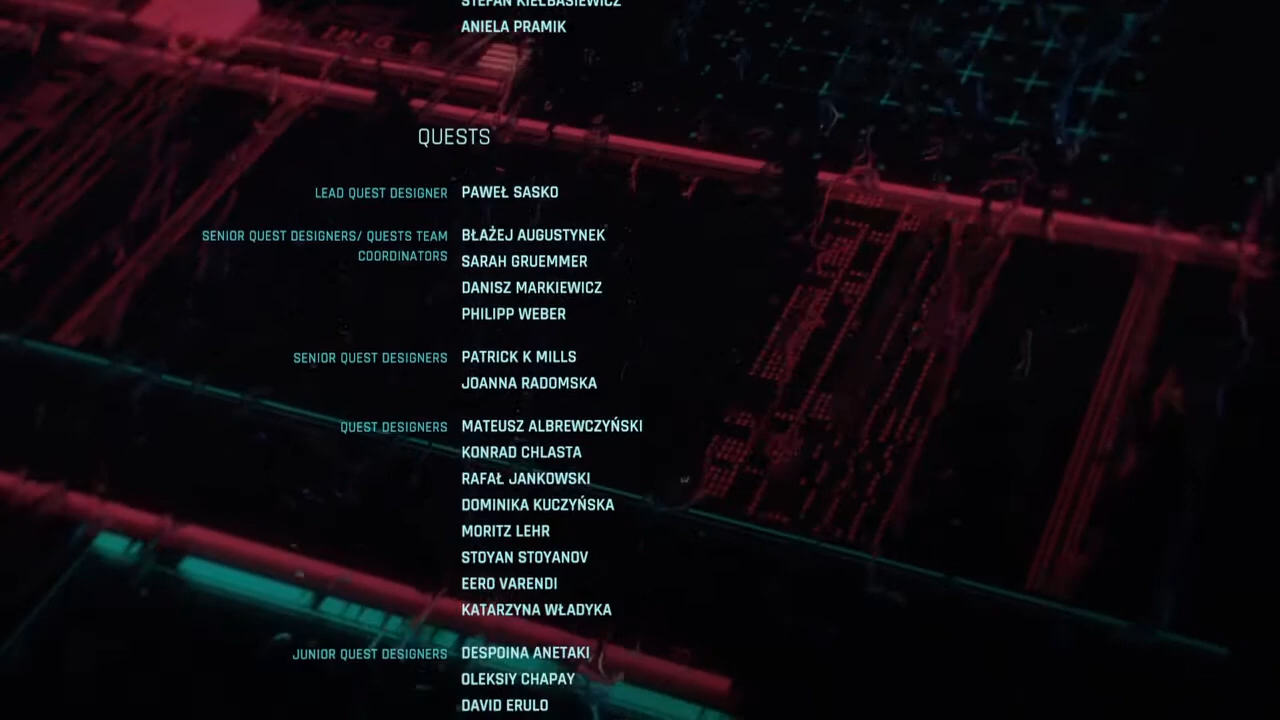 STEFAN KIEŁBASIEWICZ
ANIELA PRAMIK
QUESTS
LEAD QUEST DESIGNER PAWEŁ SASKO
SENIOR QUEST DESIGNERS/ QUESTS TEAM COORDINATORS BŁAŻEJ AUGUSTYNEK
SARAH GRUEMMER
DANISZ MARKIEWICZ
PHILIPP WEBER
SENIOR QUEST DESIGNERS PATRICK K MILLS
JOANNA RADOMSKA
QUEST DESIGNERS MATEUSZ ALBREWCZYŃSKI
KONRAD CHLASTA
RAFAŁ JANKOWSKI
DOMINIKA KUCZYŃSKA
MORITZ LEHR
STOYAN STOYANOV
EERO VARENDI
KATARZYNA WŁADYKA
JUNIOR QUEST DESIGNERS DESPOINA ANETAKI
OLEKSIY CHAPAY
DAVID ERULO